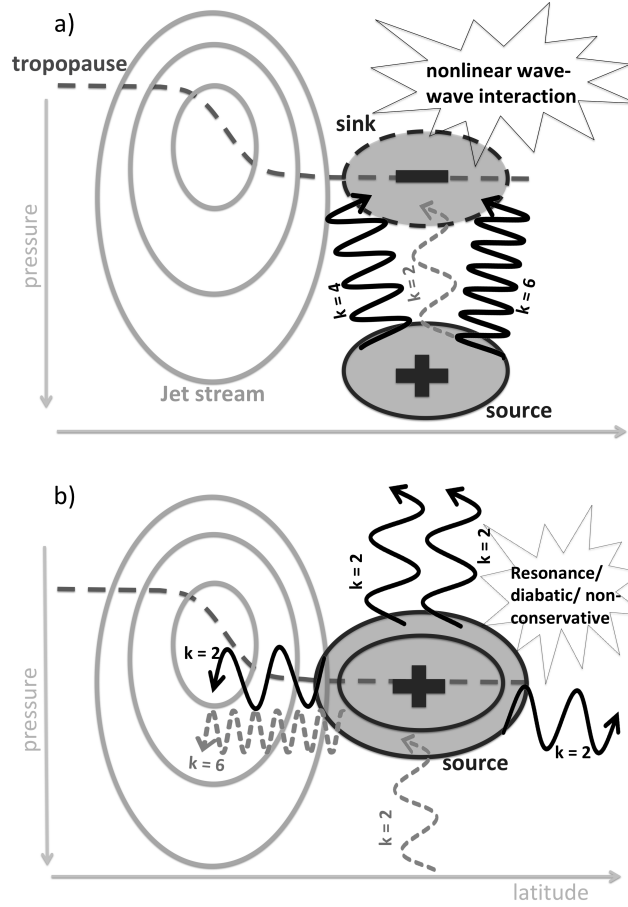 a)
tropopause
nonlinear wave-
wave interaction
sink
pressure
k = 4
k = 2
k = 6
Jet stream
source
b)
k = 2
k = 2
Resonance/
diabatic/ non-
conservative
k = 2
pressure
k = 6
source
k = 2
k = 2
latitude